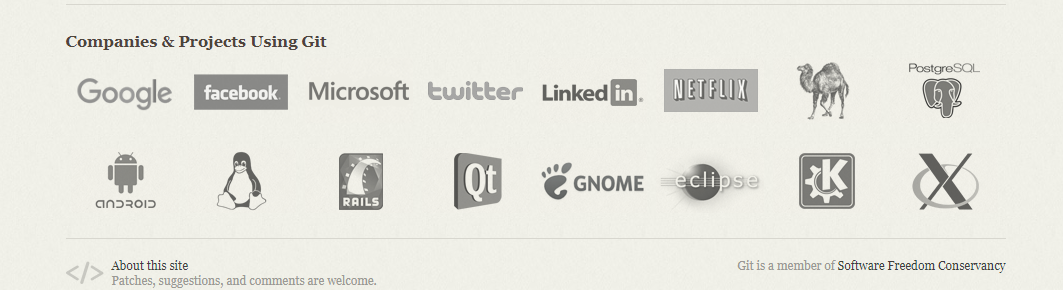 Companies & Projects Using Git
Google facebook Microsoft twitter Linked in NETFLIX PostgreSQL
ANDROID RAILS Qt GNOME eclipse K X
</> About this site Git is a member of Software Freedom Conservancy
Patches, suggestions, and comments are welcome.